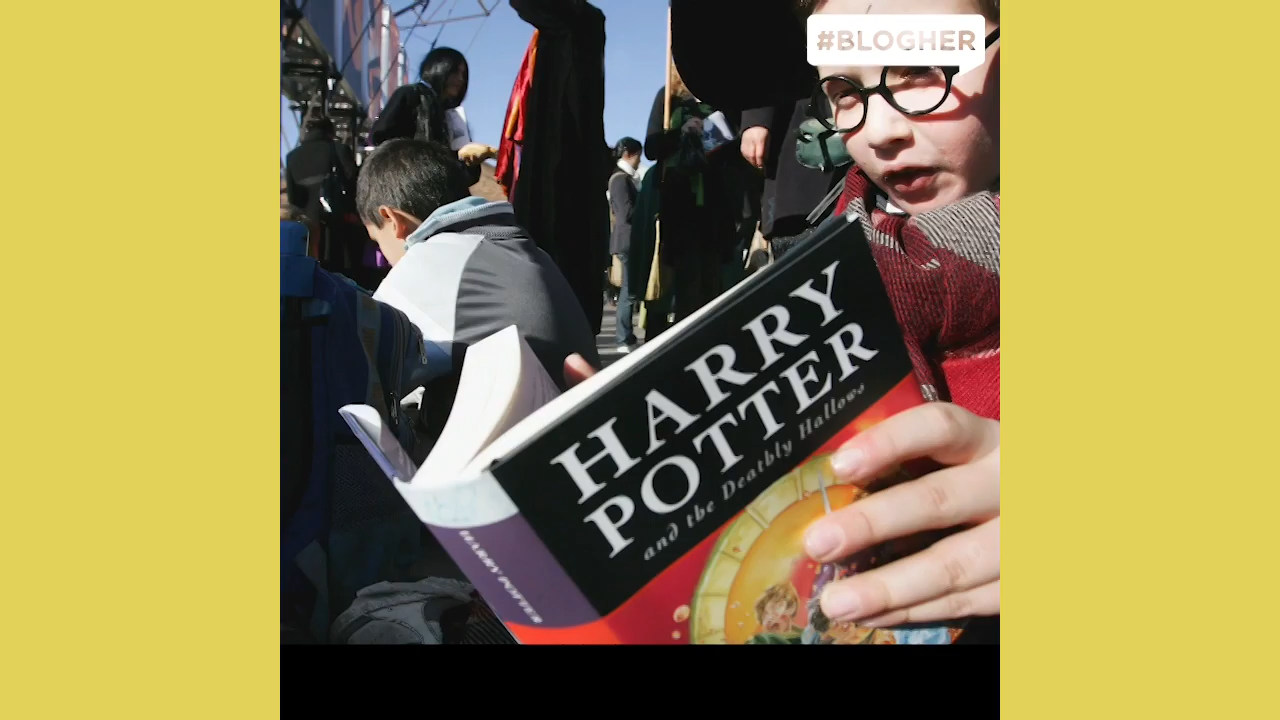 #BLOGHER
HARRY
POTTER
and the Deathly Hallows
HARRY POTTER